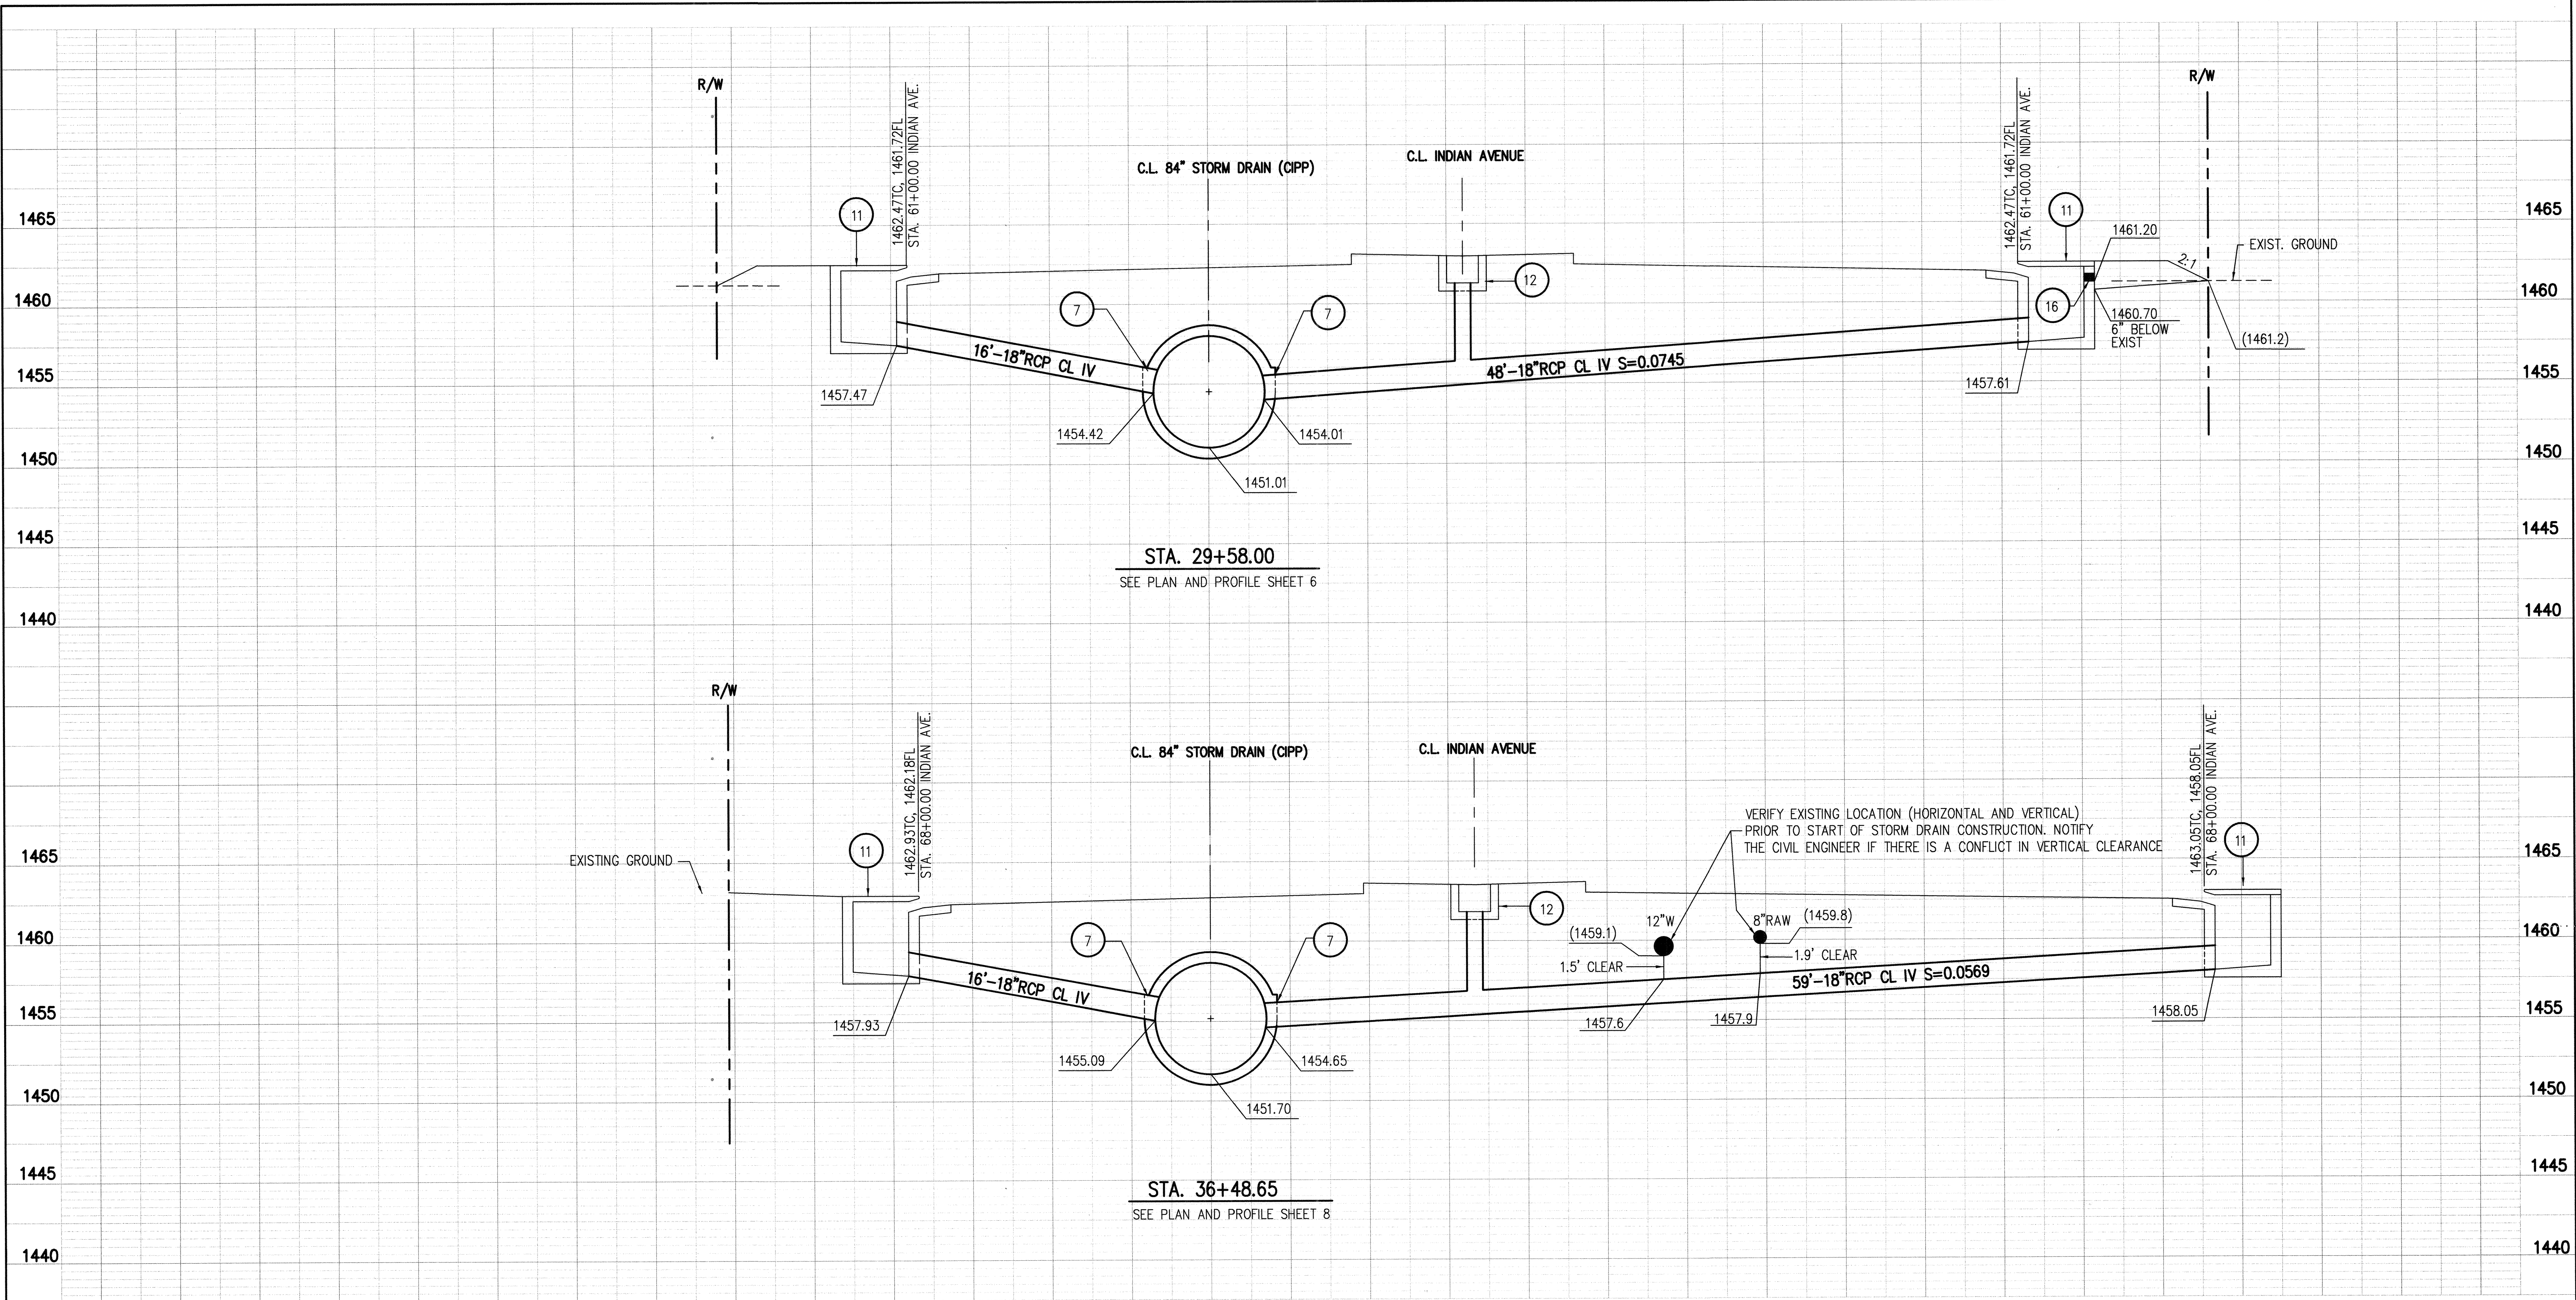 R/W
1462.47TC, 1461.72FL
STA. 61+00.00 INDIAN AVE.
C.L. 84" STORM DRAIN (CIPP)
C.L. INDIAN AVENUE
1462.47TC, 1461.72FL
STA. 61+00.00 INDIAN AVE.
R/W
1465
11
11
1461.20
EXIST. GROUND
1465
2:1
12
1460
7
7
16
1460.70
6" BELOW
EXIST
(1461.2)
1460
1455
16'-18"RCP CL IV
48'-18"RCP CL IV S=0.0745
1455
1457.47
1457.61
1454.42
1454.01
1450
1451.01
1450
1445
1445
STA. 29+58.00
SEE PLAN AND PROFILE SHEET 6
1440
1440
R/W
1462.93TC, 1462.18FL
STA. 68+00.00 INDIAN AVE.
C.L. 84" STORM DRAIN (CIPP)
C.L. INDIAN AVENUE
1463.05TC, 1458.05FL
STA. 68+00.00 INDIAN AVE.
VERIFY EXISTING LOCATION (HORIZONTAL AND VERTICAL)
PRIOR TO START OF STORM DRAIN CONSTRUCTION. NOTIFY
THE CIVIL ENGINEER IF THERE IS A CONFLICT IN VERTICAL CLEARANCE
1465
EXISTING GROUND
11
11
1465
12
12"W
8"RAW
(1459.8)
(1459.1)
1460
7
7
1.5' CLEAR
1.9' CLEAR
1460
16'-18"RCP CL IV
59'-18"RCP CL IV S=0.0569
1455
1457.93
1457.6
1457.9
1458.05
1455
1455.09
1454.65
1450
1451.70
1450
1445
1445
STA. 36+48.65
SEE PLAN AND PROFILE SHEET 8
1440
1440